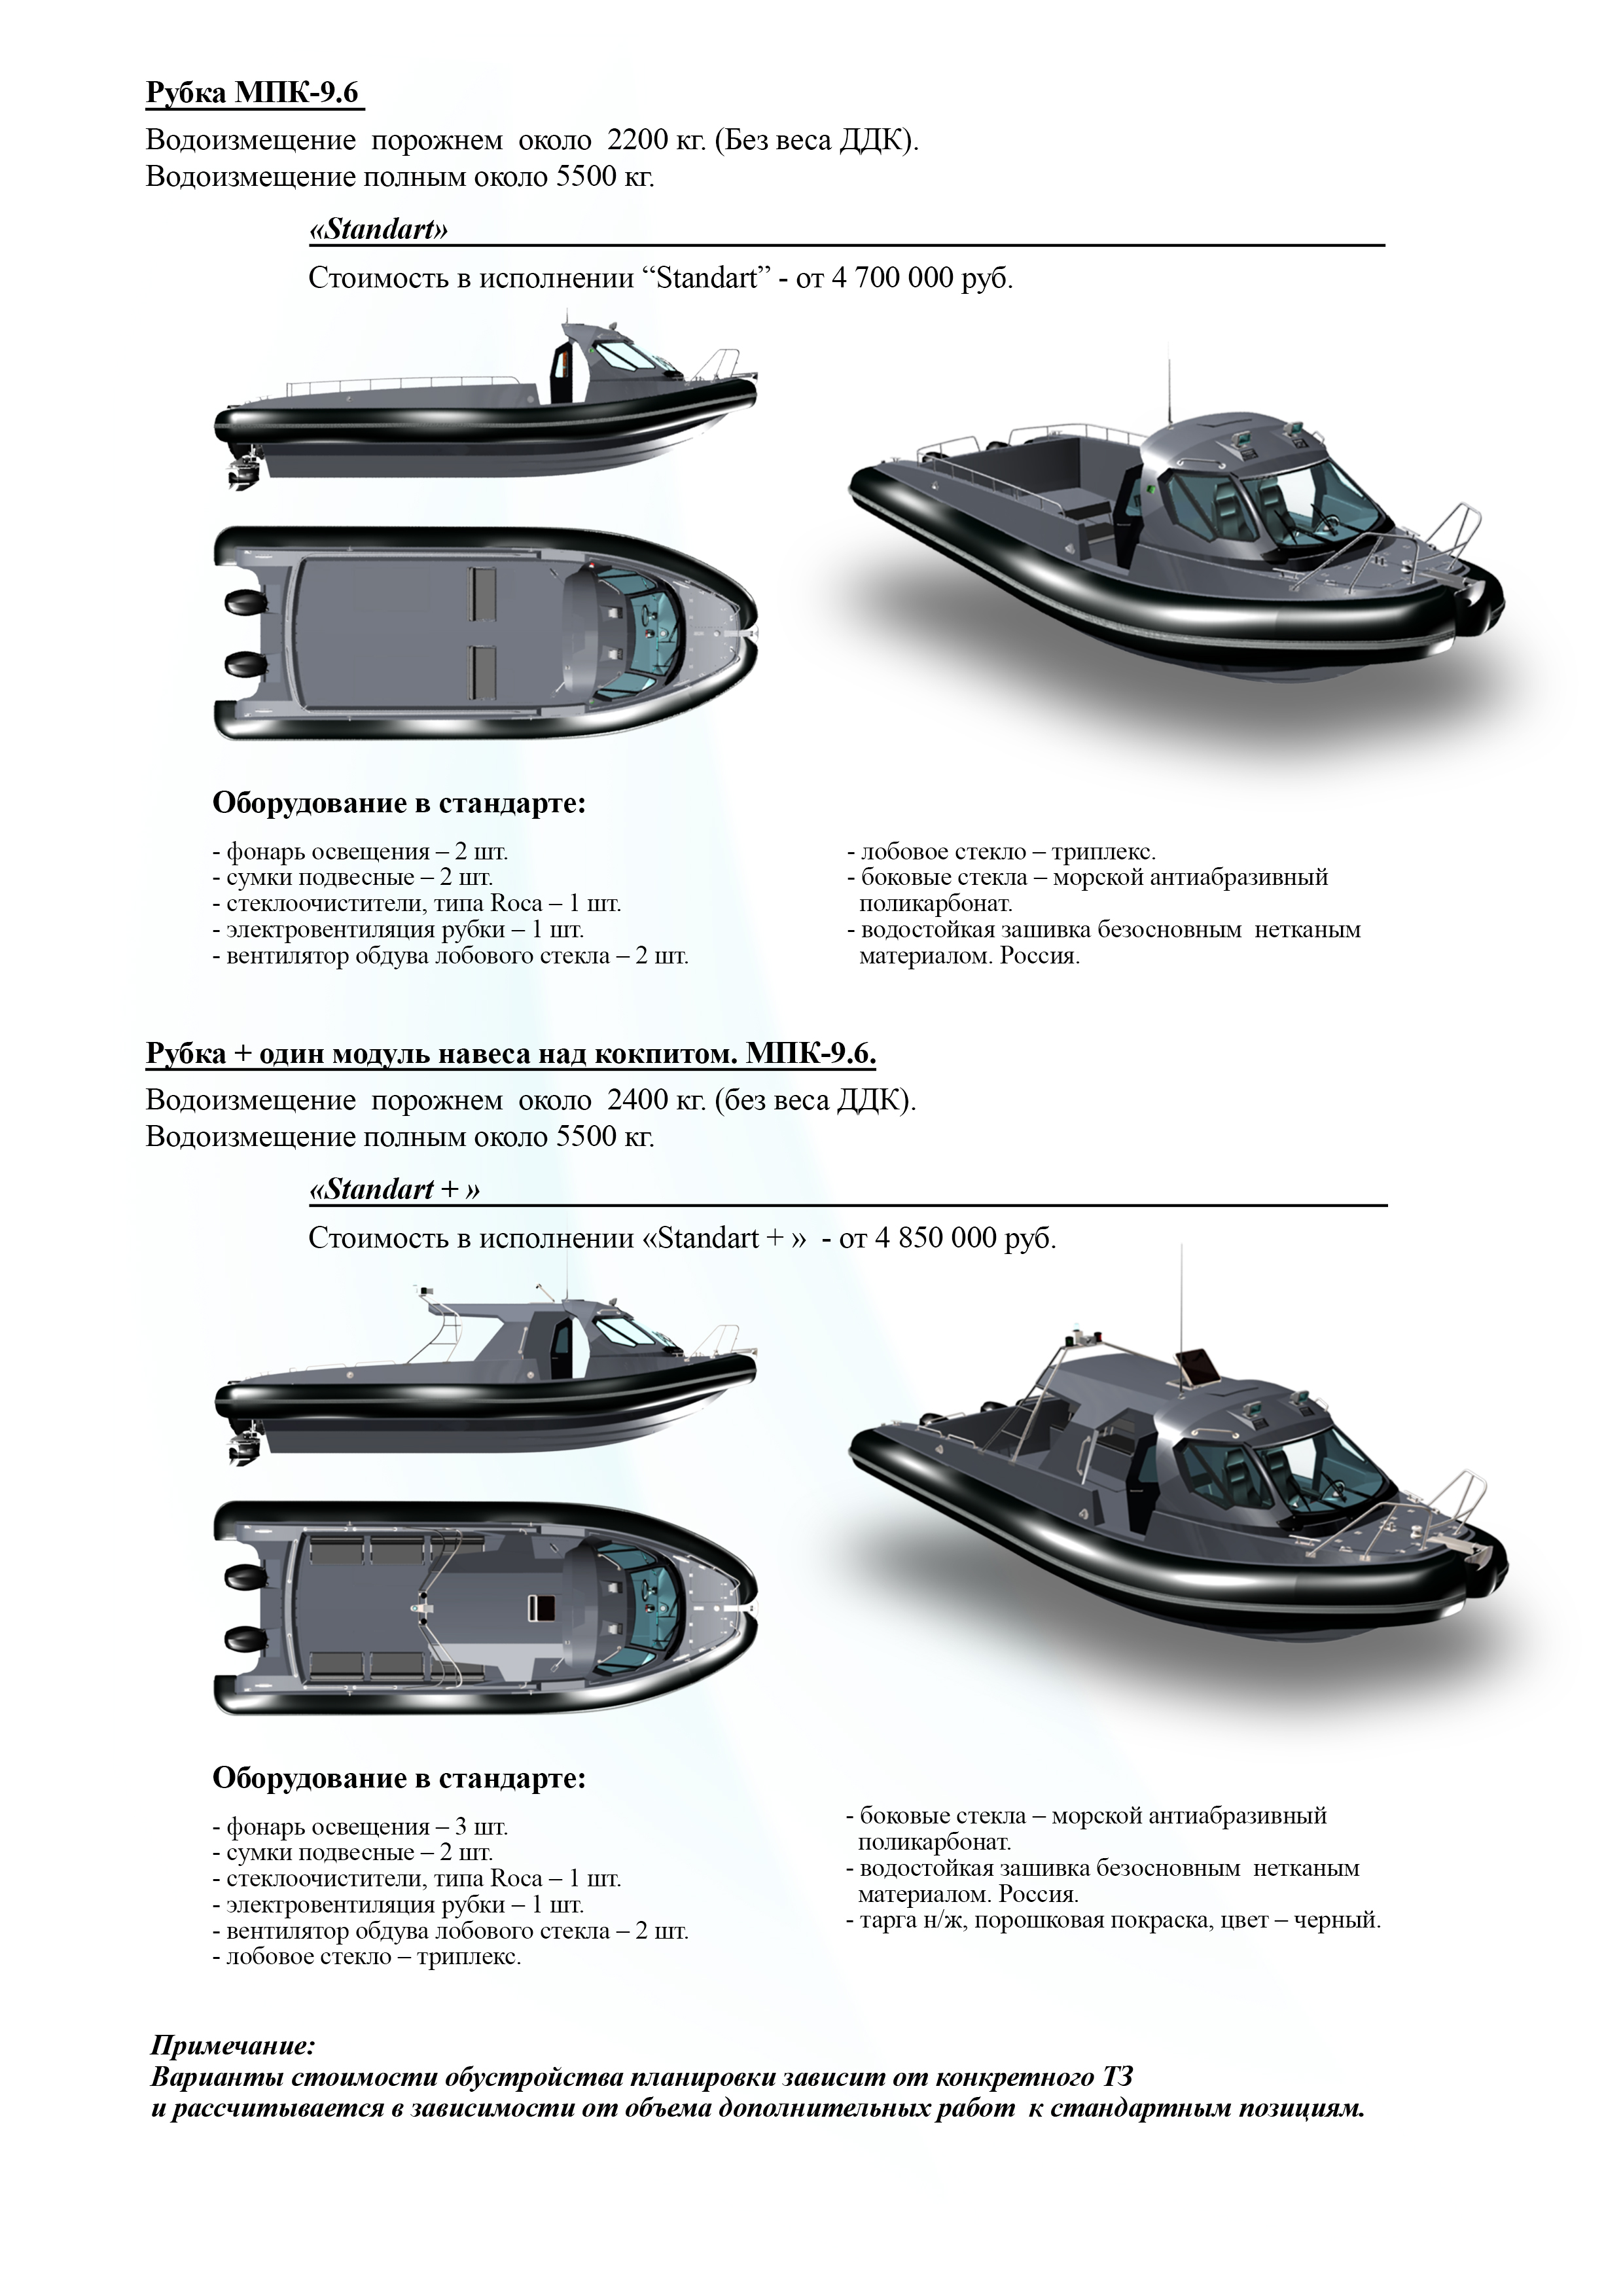 Рубка МПК-9.6
Водоизмещение порожнем около 2200 кг. (Без веса ДДК).
Водоизмещение полным около 5500 кг.
«Standart»
Стоимость в исполнении “Standart” - от 4 700 000 руб.
Оборудование в стандарте:
- фонарь освещения – 2 шт.
- сумки подвесные – 2 шт.
- стеклоочистители, типа Roca – 1 шт.
- электровентиляция рубки – 1 шт.
- вентилятор обдува лобового стекла – 2 шт.
- лобовое стекло – триплекс.
- боковые стекла – морской антиабразивный
поликарбонат.
- водостойкая зашивка безосновным нетканым
материалом. Россия.
Рубка + один модуль навеса над кокпитом. МПК-9.6.
Водоизмещение порожнем около 2400 кг. (без веса ДДК).
Водоизмещение полным около 5500 кг.
«Standart + »
Стоимость в исполнении «Standart + » - от 4 850 000 руб.
Оборудование в стандарте:
- фонарь освещения – 3 шт.
- сумки подвесные – 2 шт.
- стеклоочистители, типа Roca – 1 шт.
- электровентиляция рубки – 1 шт.
- вентилятор обдува лобового стекла – 2 шт.
- лобовое стекло – триплекс.
- боковые стекла – морской антиабразивный
поликарбонат.
- водостойкая зашивка безосновным нетканым
материалом. Россия.
- тарга н/ж, порошковая покраска, цвет – черный.
Примечание:
Варианты стоимости обустройства планировки зависит от конкретного ТЗ
и рассчитывается в зависимости от объема дополнительных работ к стандартным позициям.